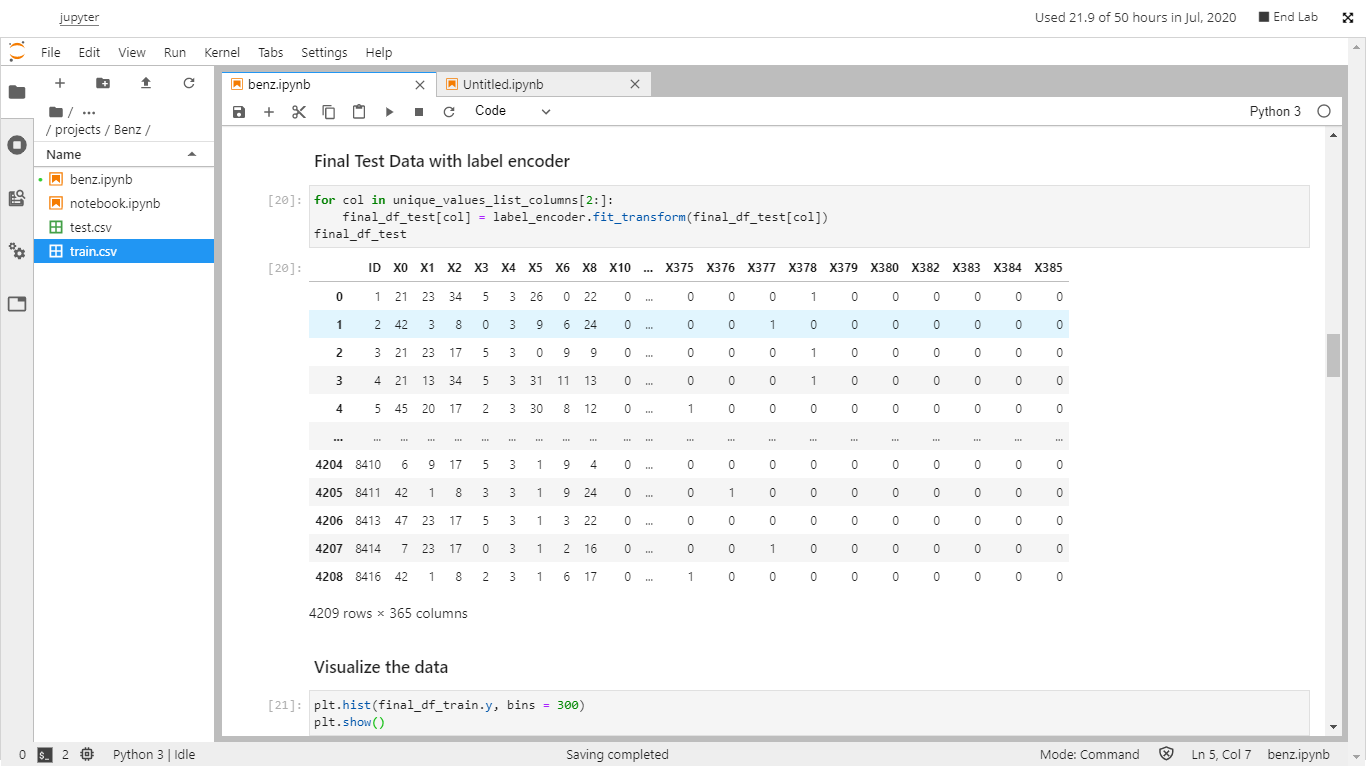 jupyter
Used 21.9 of 50 hours in Jul, 2020 End Lab
File Edit View Run Kernel Tabs Settings Help
benz.ipynb Untitled.ipynb
/ ...
/ projects / Benz /
Name
benz.ipynb
notebook.ipynb
test.csv
train.csv
Code Python 3
Final Test Data with label encoder
[20]: for col in unique_values_list_columns[2:]:
final_df_test[col] = label_encoder.fit_transform(final_df_test[col])
final_df_test
[20]: ID X0 X1 X2 X3 X4 X5 X6 X8 X10 ... X375 X376 X377 X378 X379 X380 X382 X383 X384 X385
0 1 21 23 34 5 3 26 0 22 0 ... 0 0 0 1 0 0 0 0 0 0
1 2 42 3 8 0 3 9 6 24 0 ... 0 0 1 0 0 0 0 0 0 0
2 3 21 23 17 5 3 0 9 9 0 ... 0 0 0 1 0 0 0 0 0 0
3 4 21 13 34 5 3 31 11 13 0 ... 0 0 0 1 0 0 0 0 0 0
4 5 45 20 17 2 3 30 8 12 0 ... 1 0 0 0 0 0 0 0 0 0
... ... ... ... ... ... ... ... ... ... ... ... ... ... ... ... ... ... ... ... ... ...
4204 8410 6 9 17 5 3 1 9 4 0 ... 0 0 0 0 0 0 0 0 0 0
4205 8411 42 1 8 3 3 1 9 24 0 ... 0 1 0 0 0 0 0 0 0 0
4206 8413 47 23 17 5 3 1 3 22 0 ... 0 0 0 0 0 0 0 0 0 0
4207 8414 7 23 17 0 3 1 2 16 0 ... 0 0 1 0 0 0 0 0 0 0
4208 8416 42 1 8 2 3 1 6 17 0 ... 1 0 0 0 0 0 0 0 0 0
4209 rows × 365 columns
Visualize the data
[21]: plt.hist(final_df_train.y, bins = 300)
plt.show()
0 $_ 2 Python 3 | Idle Saving completed Mode: Command Ln 5, Col 7 benz.ipynb